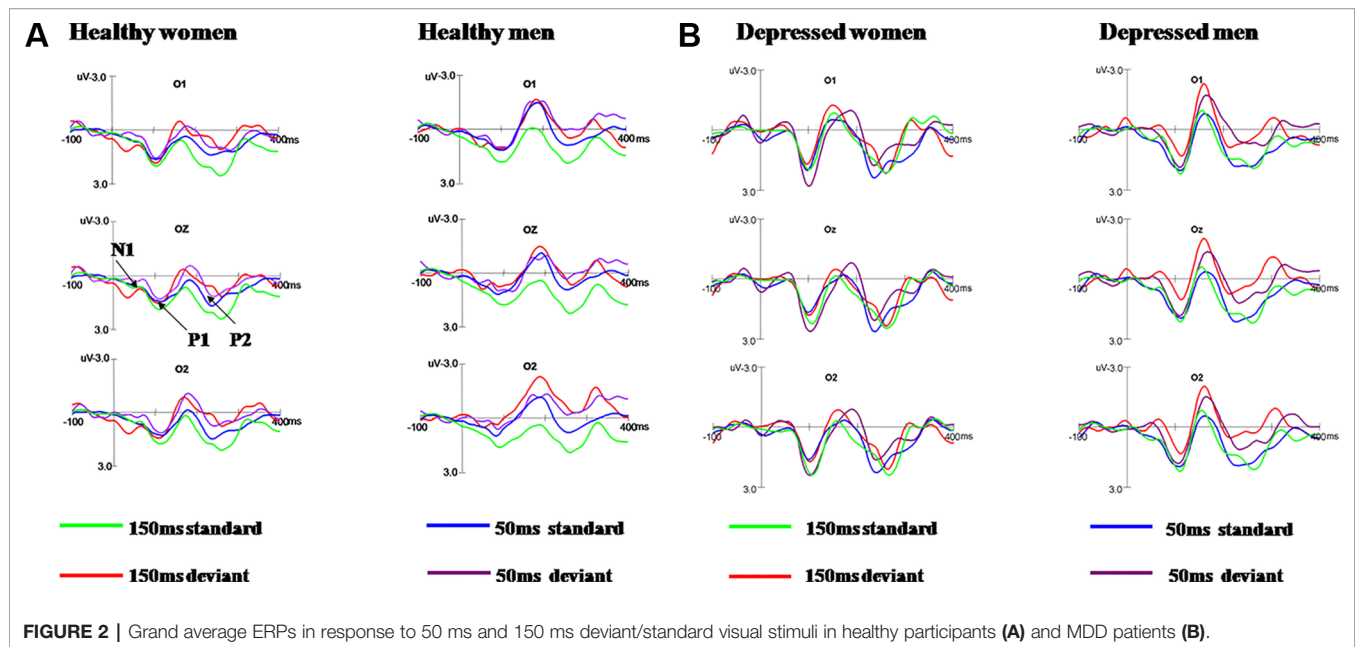 A Healthy women Healthy men B Depressed women Depressed men
uV-3.0 O1 -100 400ms 3.0
uV-3.0 O1 -100 400ms 3.0
uV-3.0 O1 -100 400ms 3.0
uV-3.0 O1 -100 400ms 3.0
uV-3.0 OZ N1 -100 400ms 3.0 P1 P2
uV-3.0 OZ -100 400ms 3.0
uV-3.0 Oz -100 400ms 3.0
uV-3.0 Oz -100 400ms 3.0
uV-3.0 O2 -100 400ms 3.0
uV-3.0 O2 -100 400ms 3.0
uV-3.0 O2 -100 400ms 3.0
uV-3.0 O2 -100 400ms 3.0
150ms standard 50ms standard 150ms standard 50ms standard
150ms deviant 50ms deviant 150ms deviant 50ms deviant
FIGURE 2 | Grand average ERPs in response to 50 ms and 150 ms deviant/standard visual stimuli in healthy participants (A) and MDD patients (B).